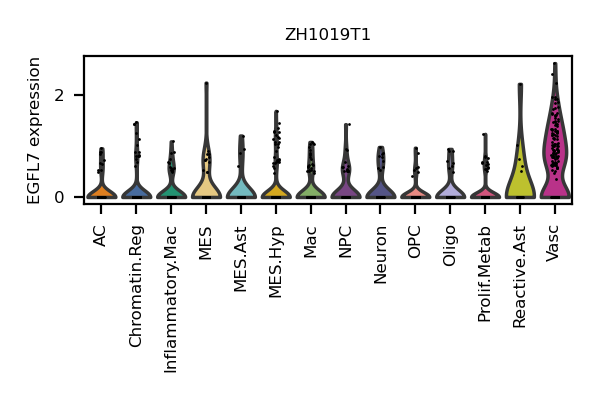 ZH1019T1
EGFL7 expression
2
0
AC
Chromatin.Reg
Inflammatory.Mac
MES
MES.Ast
MES.Hyp
Mac
NPC
Neuron
OPC
Oligo
Prolif.Metab
Reactive.Ast
Vasc